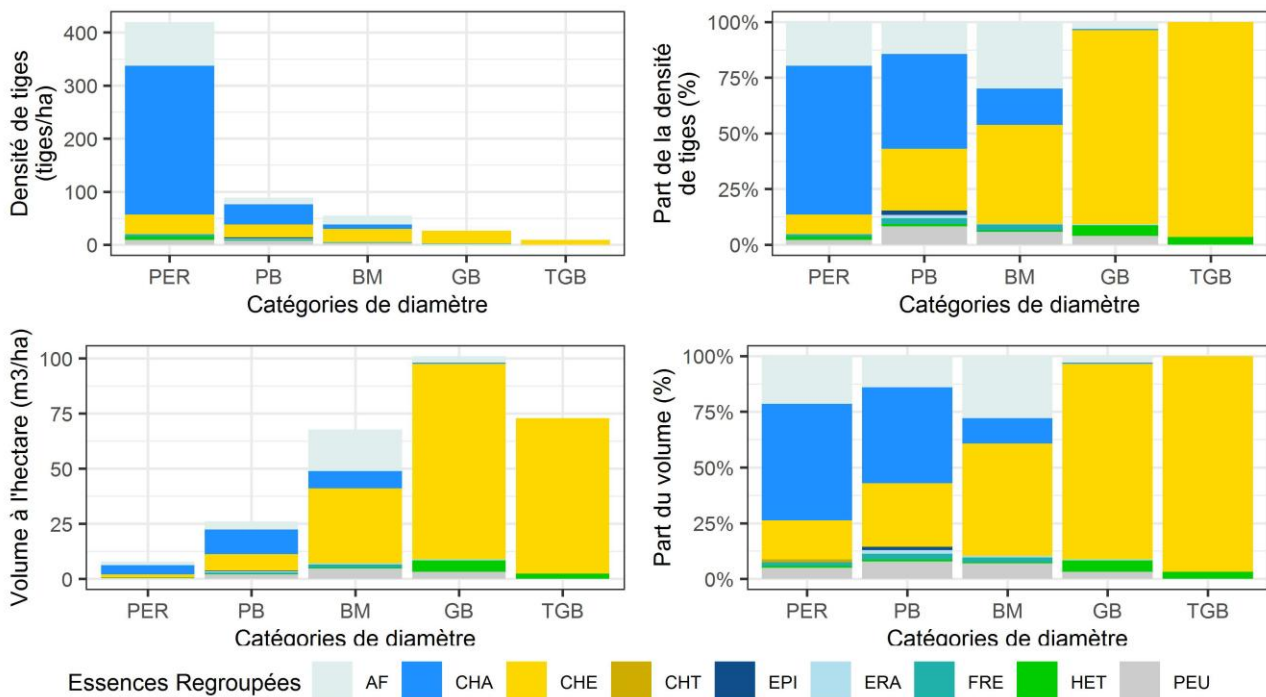 Densité de tiges
(tiges/ha)
400
300
200
100
0
PER PB BM GB TGB
Catégories de diamètre
Part de la densité
de tiges (%)
100%
75%
50%
25%
0%
PER PB BM GB TGB
Catégories de diamètre
Volume à l'hectare (m3/ha)
100
75
50
25
0
PER PB BM GB TGB
Catégories de diamètre
Part du volume (%)
100%
75%
50%
25%
0%
PER PB BM GB TGB
Catégories de diamètre
Essences Regroupées AF CHA CHE CHT EPI ERA FRE HET PEU